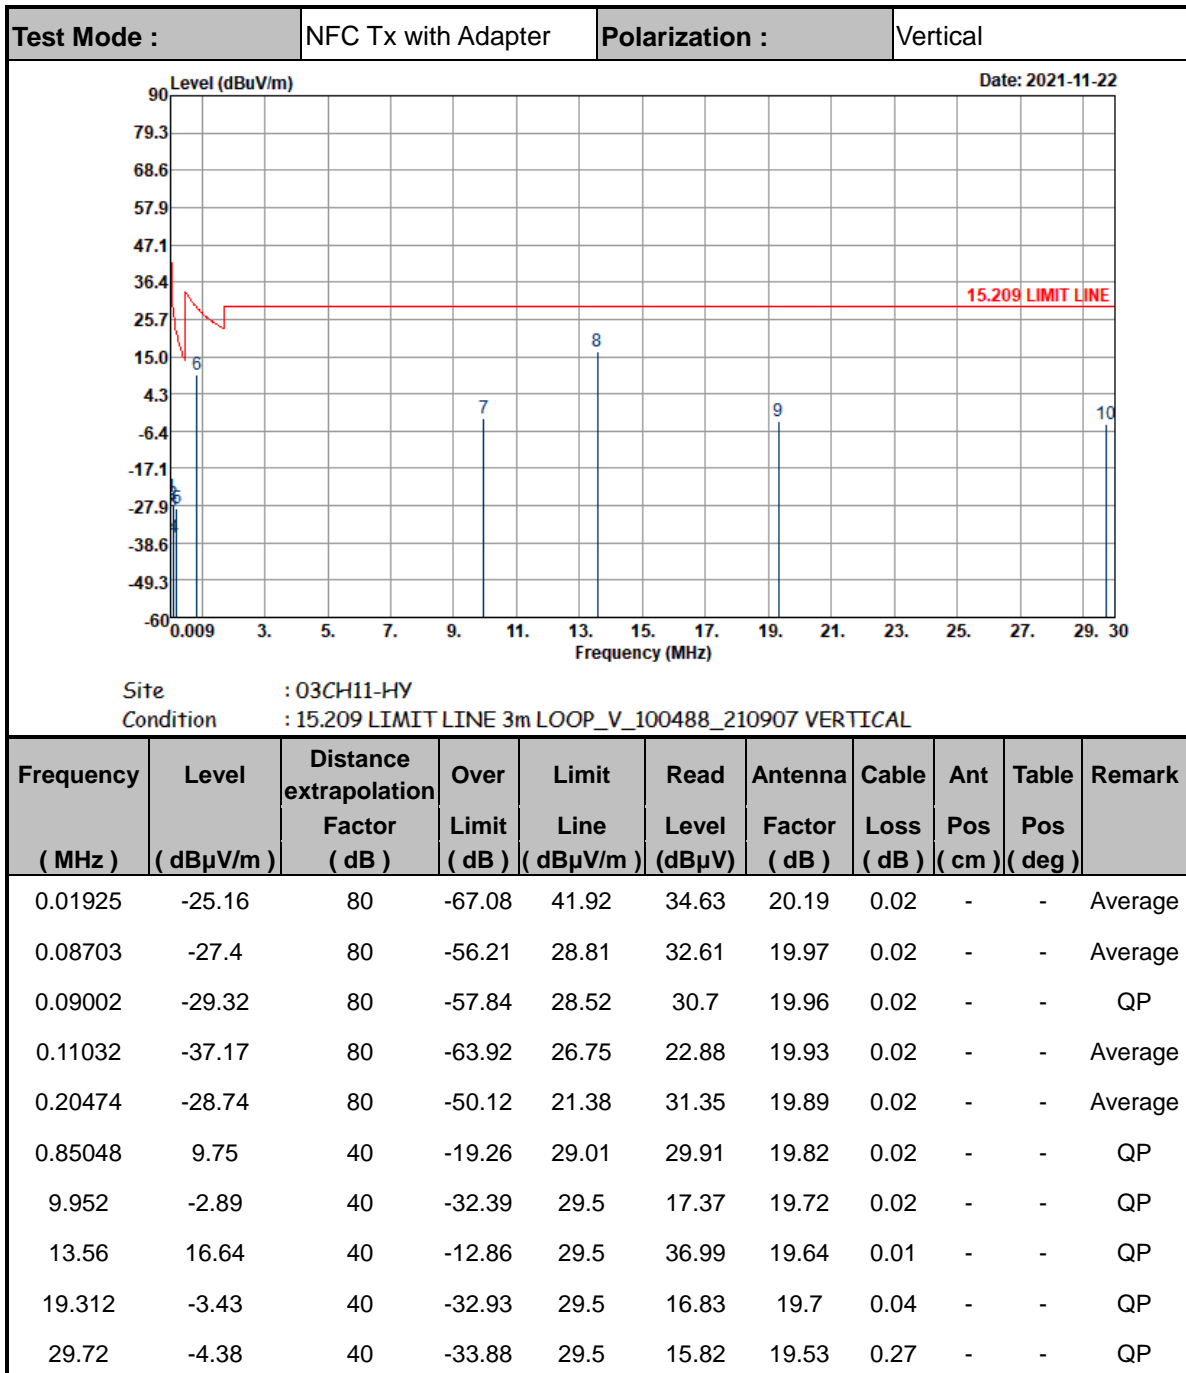 Test Mode : NFC Tx with Adapter Polarization : Vertical
Level (dBuV/m) Date: 2021-11-22
90
79.3
68.6
57.9
47.1
36.4
25.7
15.0
4.3
-6.4
-17.1
-27.9
-38.6
-49.3
-60
15.209 LIMIT LINE
6
7
8
9
10
0.009 3. 5. 7. 9. 11. 13. 15. 17. 19. 21. 23. 25. 27. 29. 30
Frequency (MHz)
Site : 03CH11-HY
Condition : 15.209 LIMIT LINE 3m LOOP_V_100488_210907 VERTICAL
Frequency Level Distance extrapolation Over Limit Read Antenna Cable Ant Table Remark
Factor Limit Line Level Factor Loss Pos Pos
( MHz ) ( dBµV/m ) ( dB ) ( dB ) ( dBµV/m ) (dBµV) ( dB ) ( dB ) ( cm ) ( deg )
0.01925 -25.16 80 -67.08 41.92 34.63 20.19 0.02 - - Average
0.08703 -27.4 80 -56.21 28.81 32.61 19.97 0.02 - - Average
0.09002 -29.32 80 -57.84 28.52 30.7 19.96 0.02 - - QP
0.11032 -37.17 80 -63.92 26.75 22.88 19.93 0.02 - - Average
0.20474 -28.74 80 -50.12 21.38 31.35 19.89 0.02 - - Average
0.85048 9.75 40 -19.26 29.01 29.91 19.82 0.02 - - QP
9.952 -2.89 40 -32.39 29.5 17.37 19.72 0.02 - - QP
13.56 16.64 40 -12.86 29.5 36.99 19.64 0.01 - - QP
19.312 -3.43 40 -32.93 29.5 16.83 19.7 0.04 - - QP
29.72 -4.38 40 -33.88 29.5 15.82 19.53 0.27 - - QP